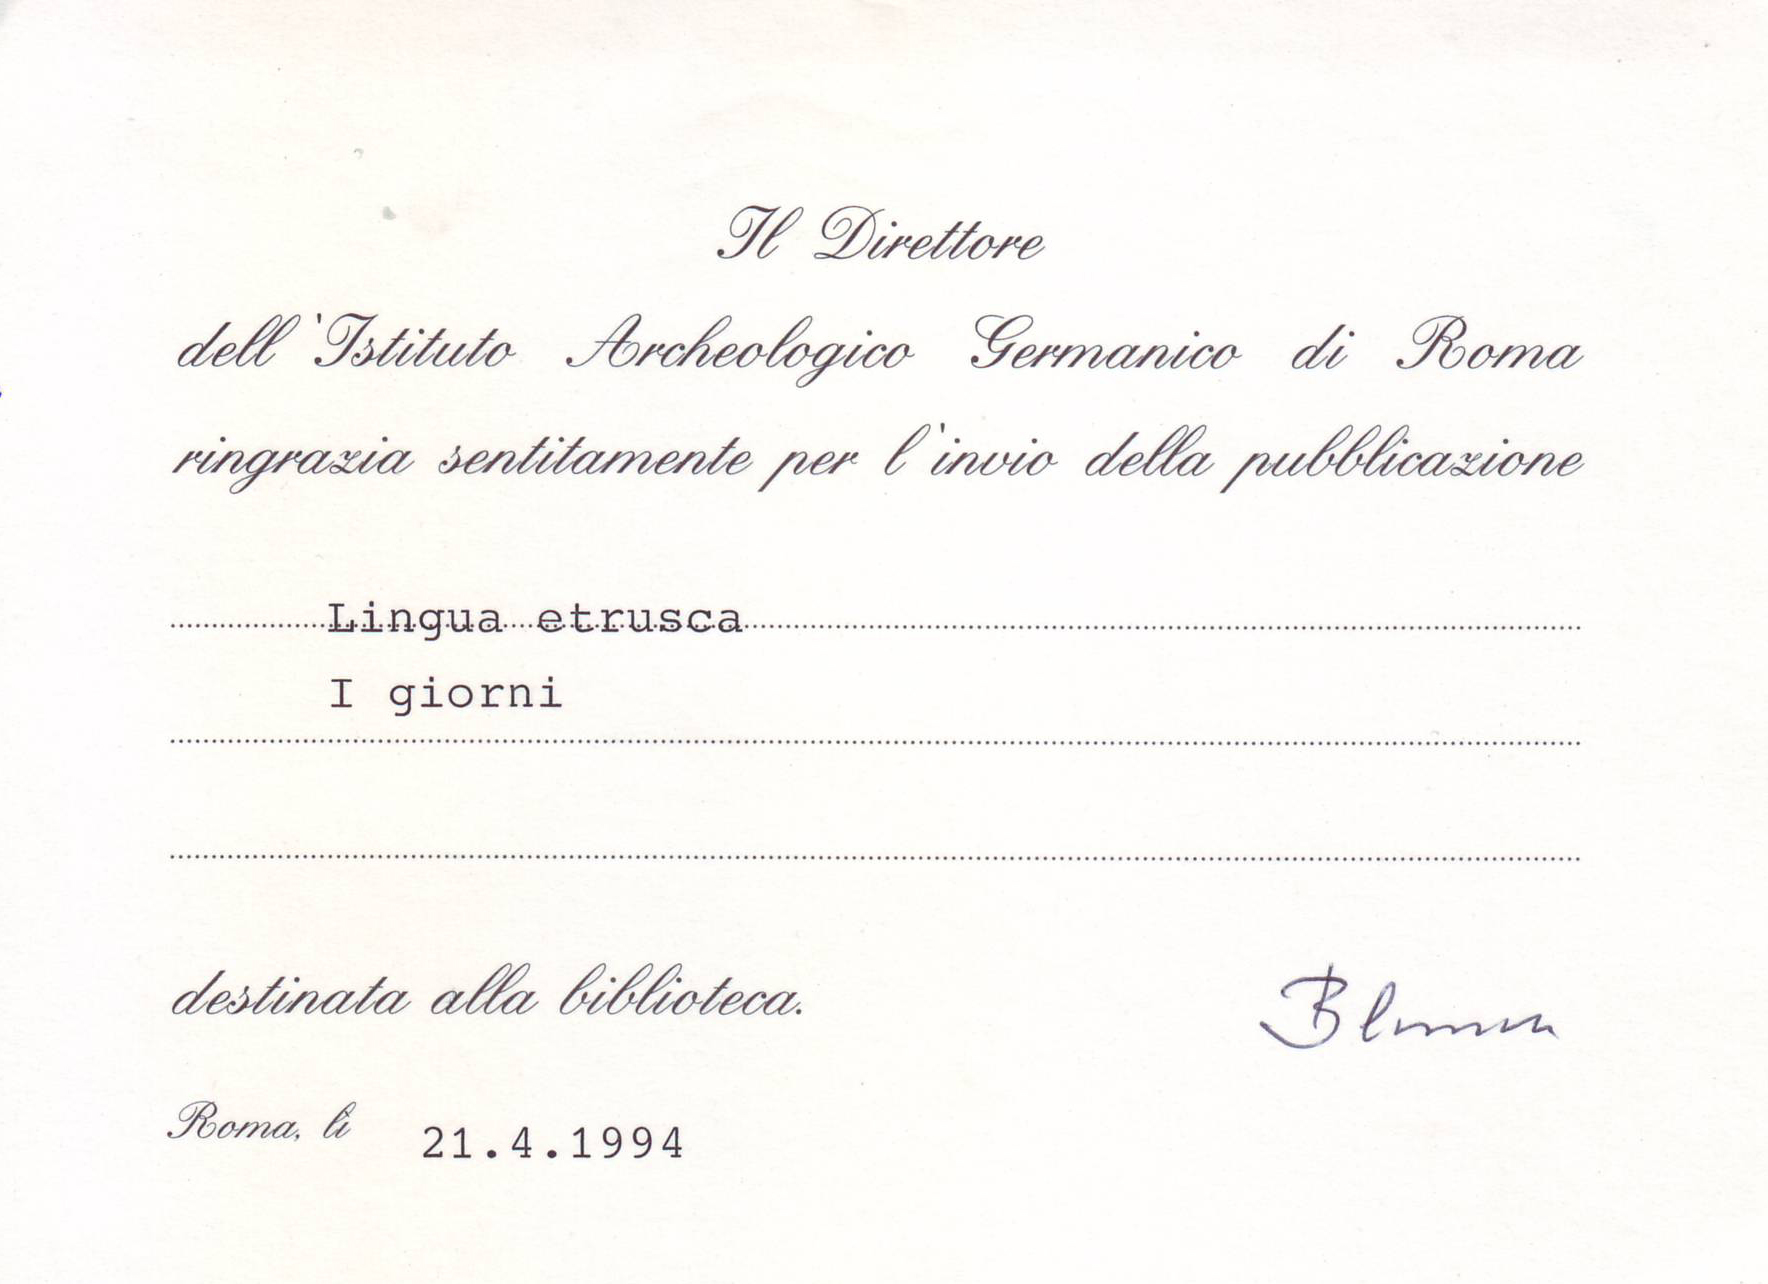 Il Direttore
dell'Istituto Archeologico Germanico di Roma
ringrazia sentitamente per l'invio della pubblicazione
Lingua etrusca
I giorni
destinata alla biblioteca.
Roma, lì 21.4.1994